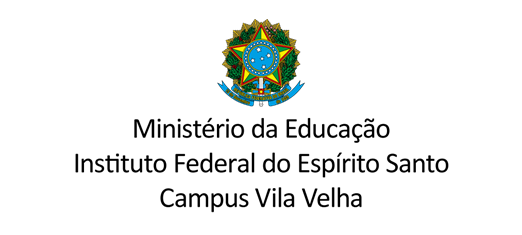 Ministério da Educação
Instituto Federal do Espírito Santo
Campus Vila Velha